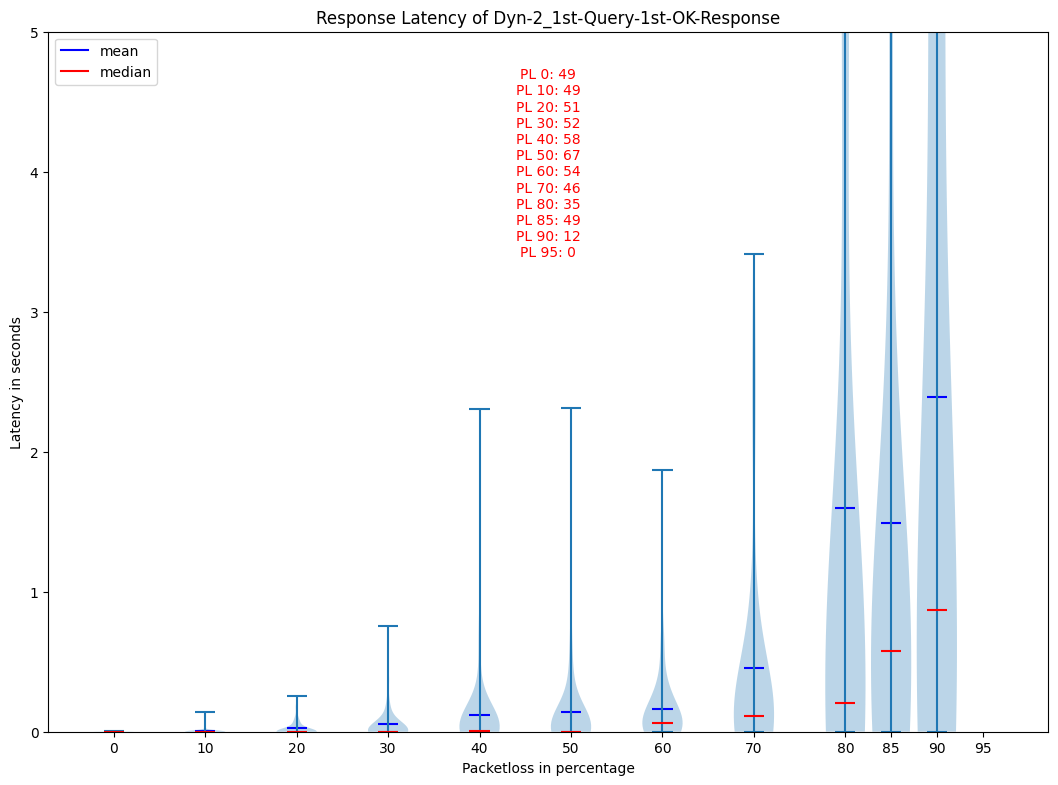 Response Latency of Dyn-2_1st-Query-1st-OK-Response
mean
median
PL 0: 49
PL 10: 49
PL 20: 51
PL 30: 52
PL 40: 58
PL 50: 67
PL 60: 54
PL 70: 46
PL 80: 35
PL 85: 49
PL 90: 12
PL 95: 0
Latency in seconds
5
4
3
2
1
0
0 10 20 30 40 50 60 70 80 85 90 95
Packetloss in percentage